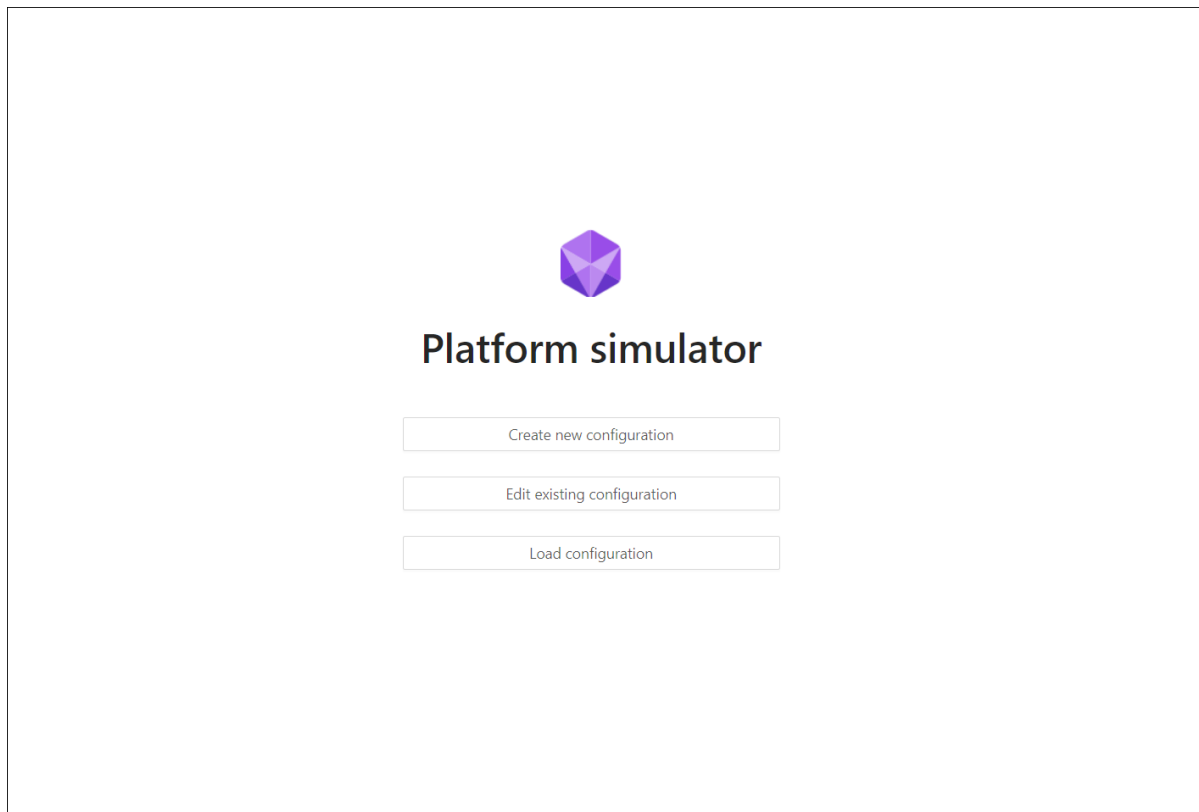 Platform simulator
Create new configuration
Edit existing configuration
Load configuration